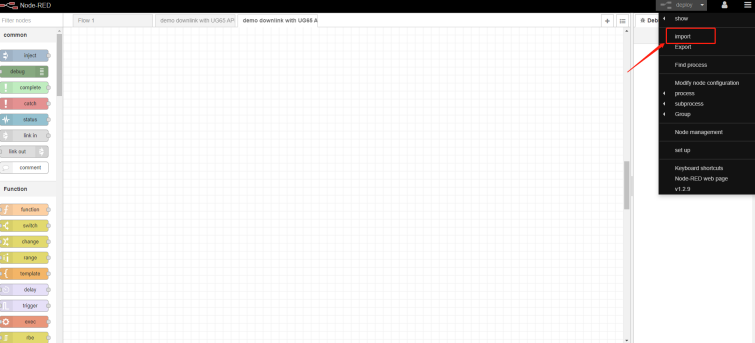 Node-RED
deploy
Filter nodes
Flow 1
demo downlink with UG65 API
demo downlink with UG65 A
Deb
common
inject
debug
complete
catch
status
link in
link out
comment
Function
function
switch
change
range
template
delay
trigger
exec
rbe
show
import
Export
Find process
Modify node configuration
process
subprocess
Group
Node management
set up
Keyboard shortcuts
Node-RED web page
v1.2.9